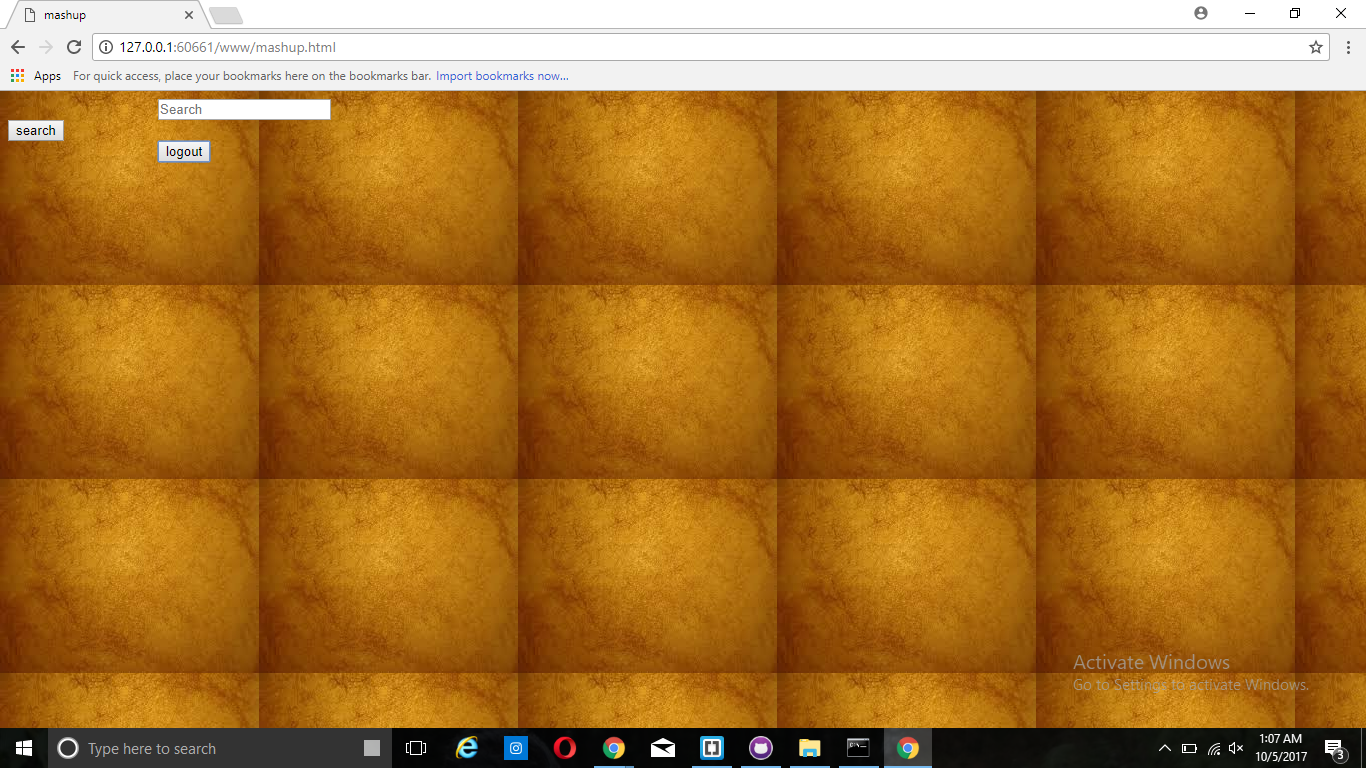 mashup
127.0.0.1:60661/www/mashup.html
Apps For quick access, place your bookmarks here on the bookmarks bar. Import bookmarks now...
Search
search
logout
Activate Windows
Go to Settings to activate Windows.
Type here to search
1:07 AM
10/5/2017
3